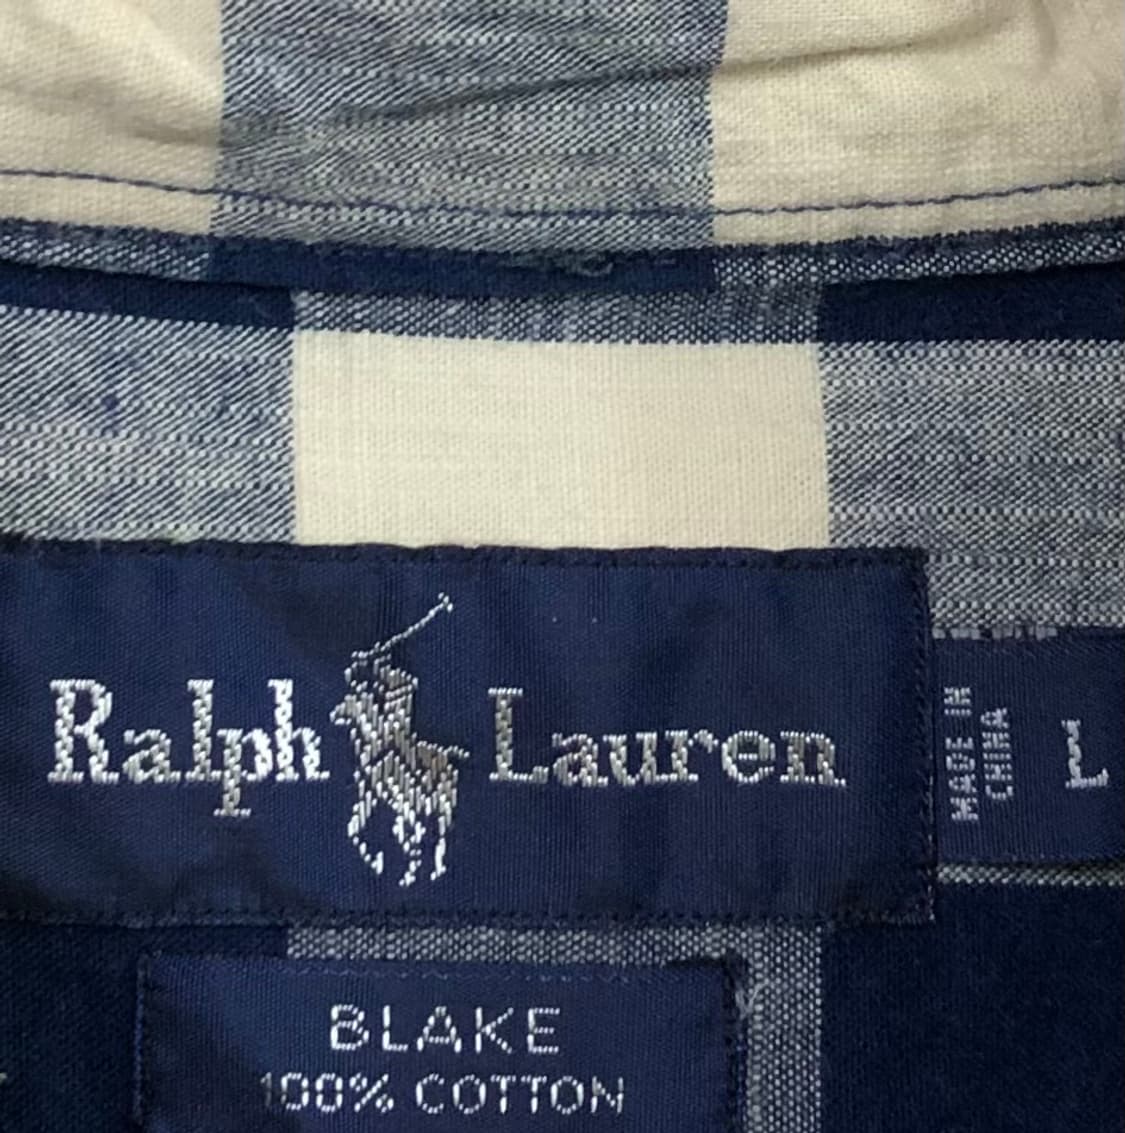 Ralph Lauren
MADE IN
CHINA
L
BLAKE
100% COTTON